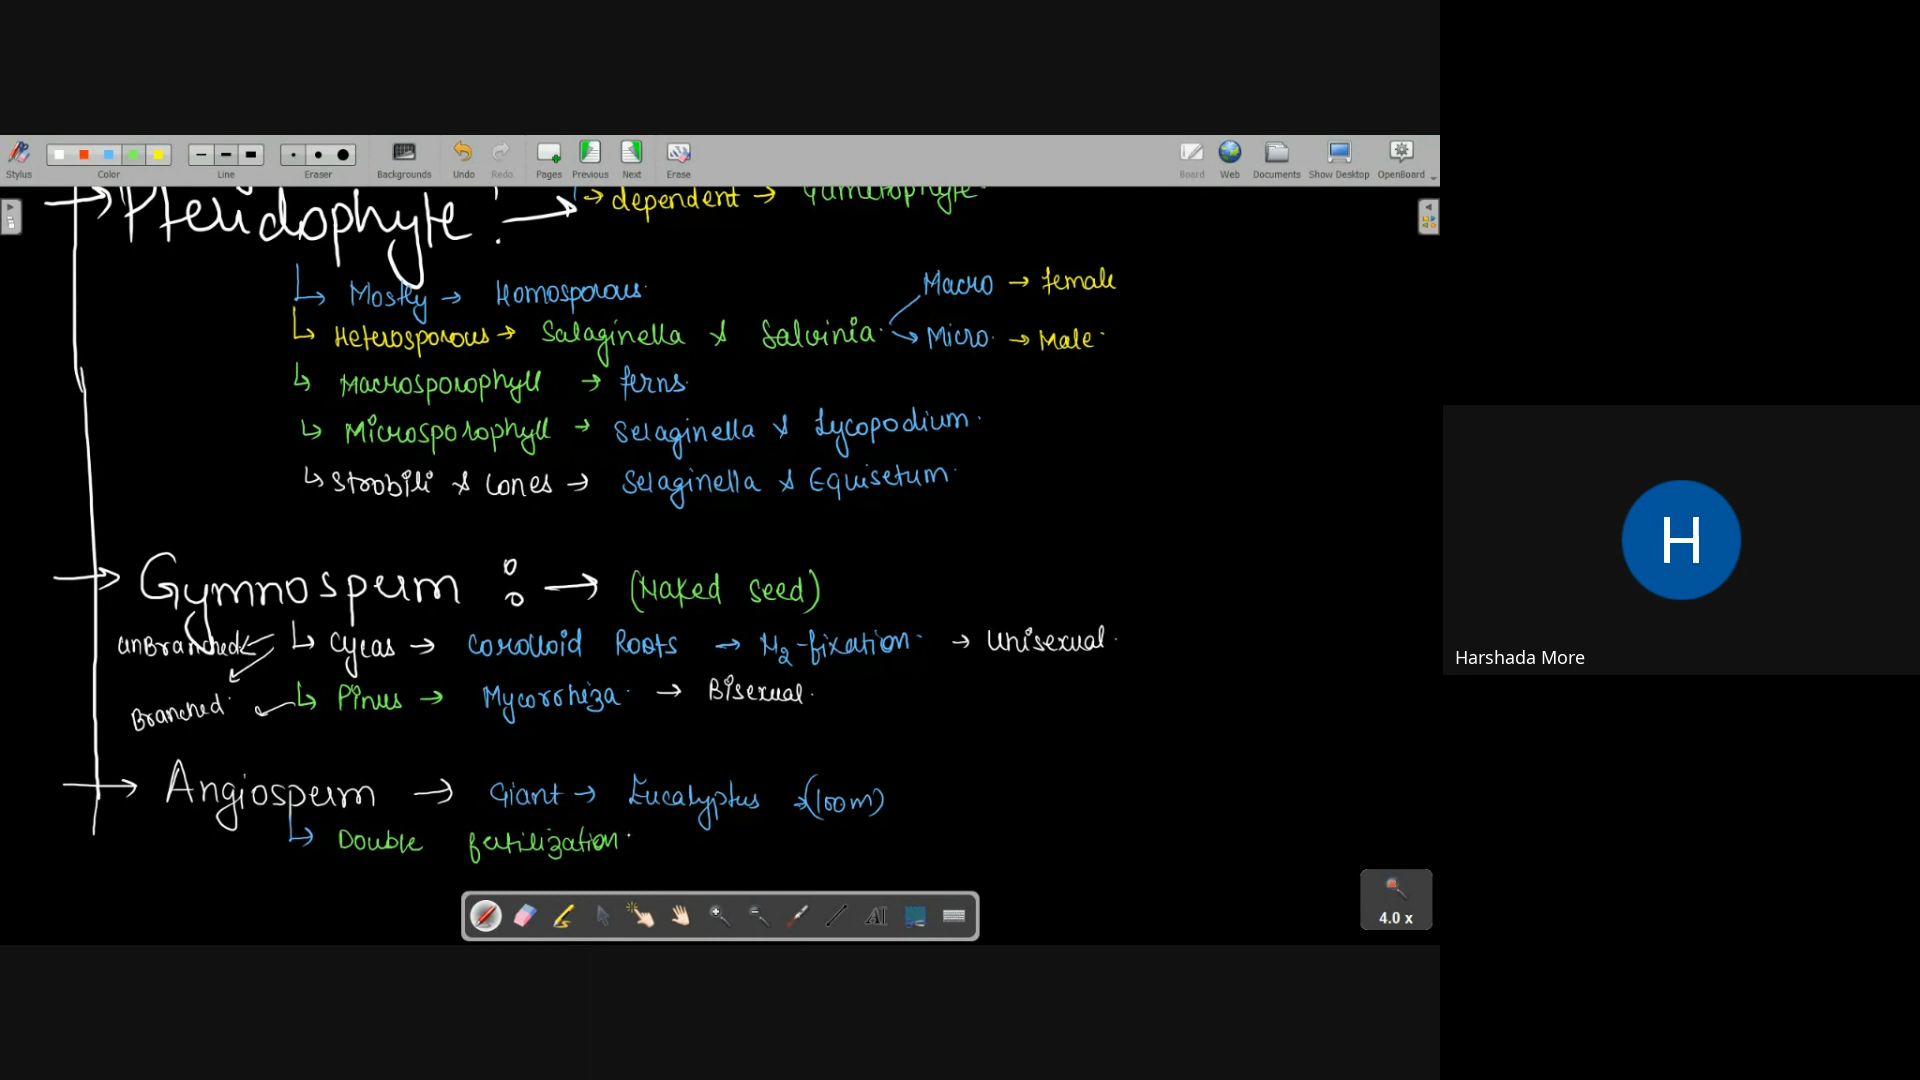 Stylus Color Line Eraser Backgrounds Undo Redo Pages Previous Next Erase Board Web Documents Show Desktop OpenBoard
→ Pteridophyte : → → dependent → Gametophyte
↳ Mostly → Homosporous
Macro → female
↳ Heterosporous → Salaginella & Salvinia
→ Micro → Male
↳ Macrosporophyll → ferns
↳ Microsporophyll → Selaginella & Lycopodium
↳ Strobili & Cones → Selaginella & Equisetum
→ Gymnosperm : → (Naked seed)
unBranched ← ↳ Cycas → Corolloid Roots → N2-fixation → Unisexual
Branched ↳ Pinus → Mycorrhiza → Bisexual
→ Angiosperm → Giant → Eucalyptus → (100m)
↳ Double fertilization
4.0 x
H
Harshada More